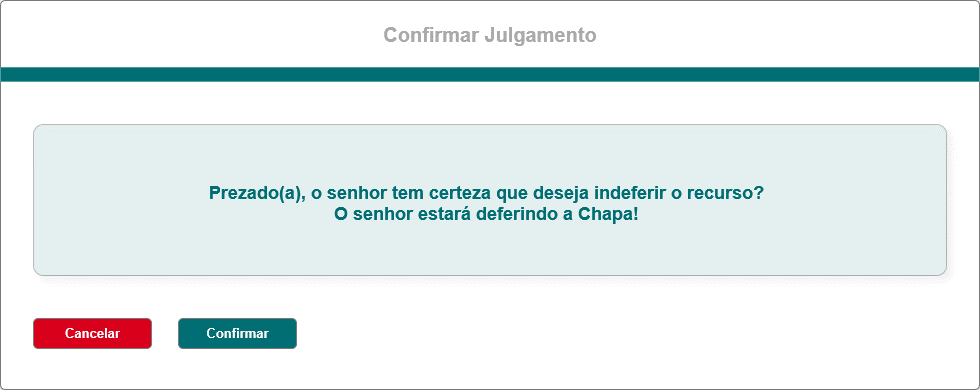 Confirmar Julgamento
Prezado(a), o senhor tem certeza que deseja indeferir o recurso?
O senhor estará deferindo a Chapa!
Cancelar
Confirmar